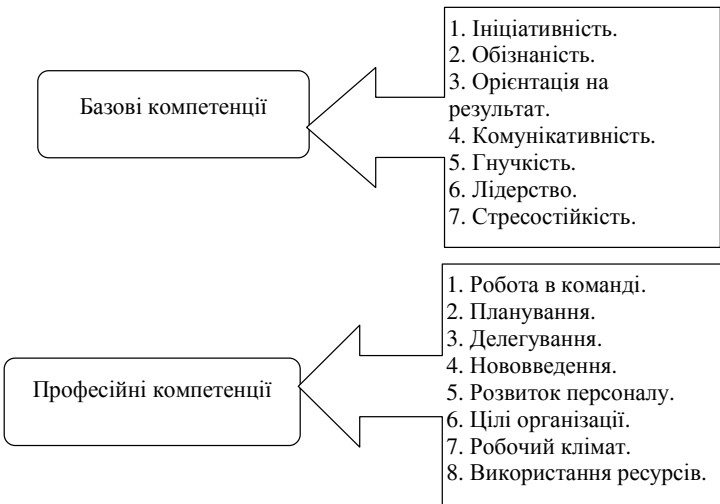 Базові компетенції
1. Ініціативність.
2. Обізнаність.
3. Орієнтація на
результат.
4. Комунікативність.
5. Гнучкість.
6. Лідерство.
7. Стресостійкість.
Професійні компетенції
1. Робота в команді.
2. Планування.
3. Делегування.
4. Нововведення.
5. Розвиток персоналу.
6. Цілі організації.
7. Робочий клімат.
8. Використання ресурсів.